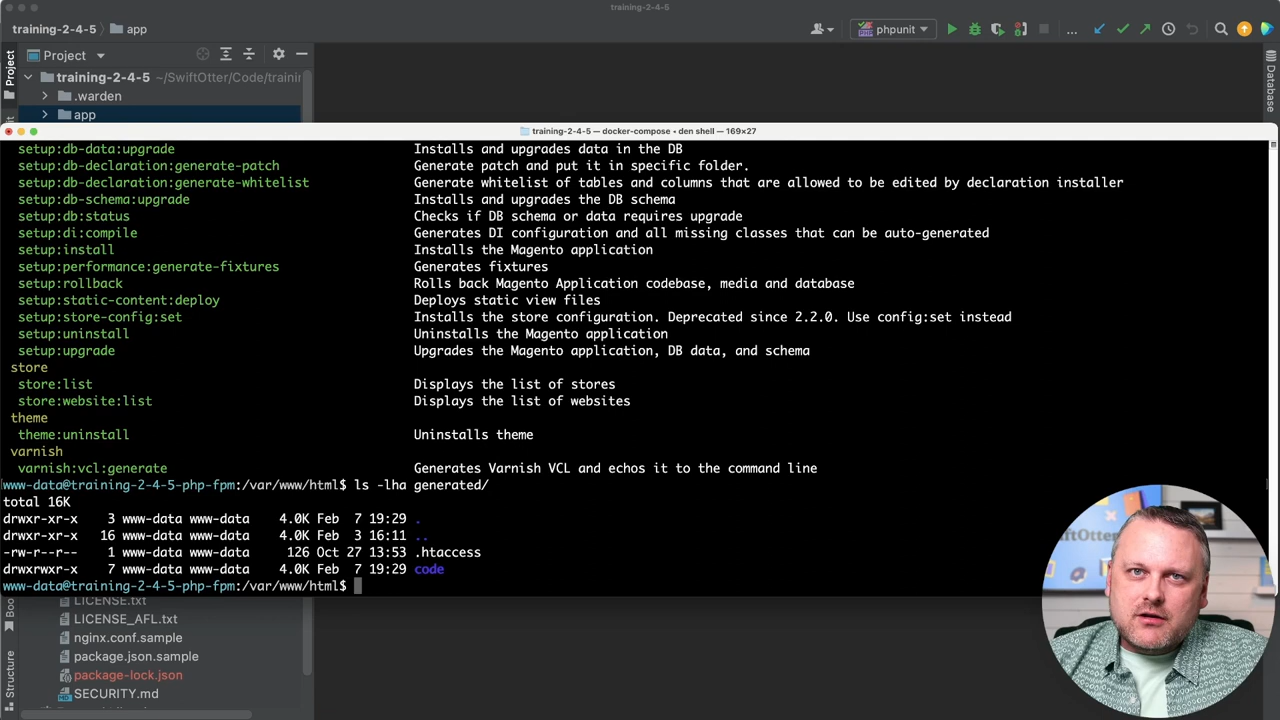 training-2-4-5
training-2-4-5 app
phpunit
Project
training-2-4-5 ~/SwiftOtter/Code/trainin
.warden
app
Project
Database
training-2-4-5 — docker-compose • den shell — 169×27
setup:db-data:upgrade Installs and upgrades data in the DB
setup:db-declaration:generate-patch Generate patch and put it in specific folder.
setup:db-declaration:generate-whitelist Generate whitelist of tables and columns that are allowed to be edited by declaration installer
setup:db-schema:upgrade Installs and upgrades the DB schema
setup:db:status Checks if DB schema or data requires upgrade
setup:di:compile Generates DI configuration and all missing classes that can be auto-generated
setup:install Installs the Magento application
setup:performance:generate-fixtures Generates fixtures
setup:rollback Rolls back Magento Application codebase, media and database
setup:static-content:deploy Deploys static view files
setup:store-config:set Installs the store configuration. Deprecated since 2.2.0. Use config:set instead
setup:uninstall Uninstalls the Magento application
setup:upgrade Upgrades the Magento application, DB data, and schema
store
store:list Displays the list of stores
store:website:list Displays the list of websites
theme
theme:uninstall Uninstalls theme
varnish
varnish:vcl:generate Generates Varnish VCL and echos it to the command line
www-data@training-2-4-5-php-fpm:/var/www/html$ ls -lha generated/
total 16K
drwxr-xr-x 3 www-data www-data 4.0K Feb 7 19:29 .
drwxr-xr-x 16 www-data www-data 4.0K Feb 3 16:11 ..
-rw-r--r-- 1 www-data www-data 126 Oct 27 13:53 .htaccess
drwxrwxr-x 7 www-data www-data 4.0K Feb 7 19:29 code
www-data@training-2-4-5-php-fpm:/var/www/html$
LICENSE.txt
LICENSE_AFL.txt
nginx.conf.sample
package.json.sample
package-lock.json
SECURITY.md
Structure